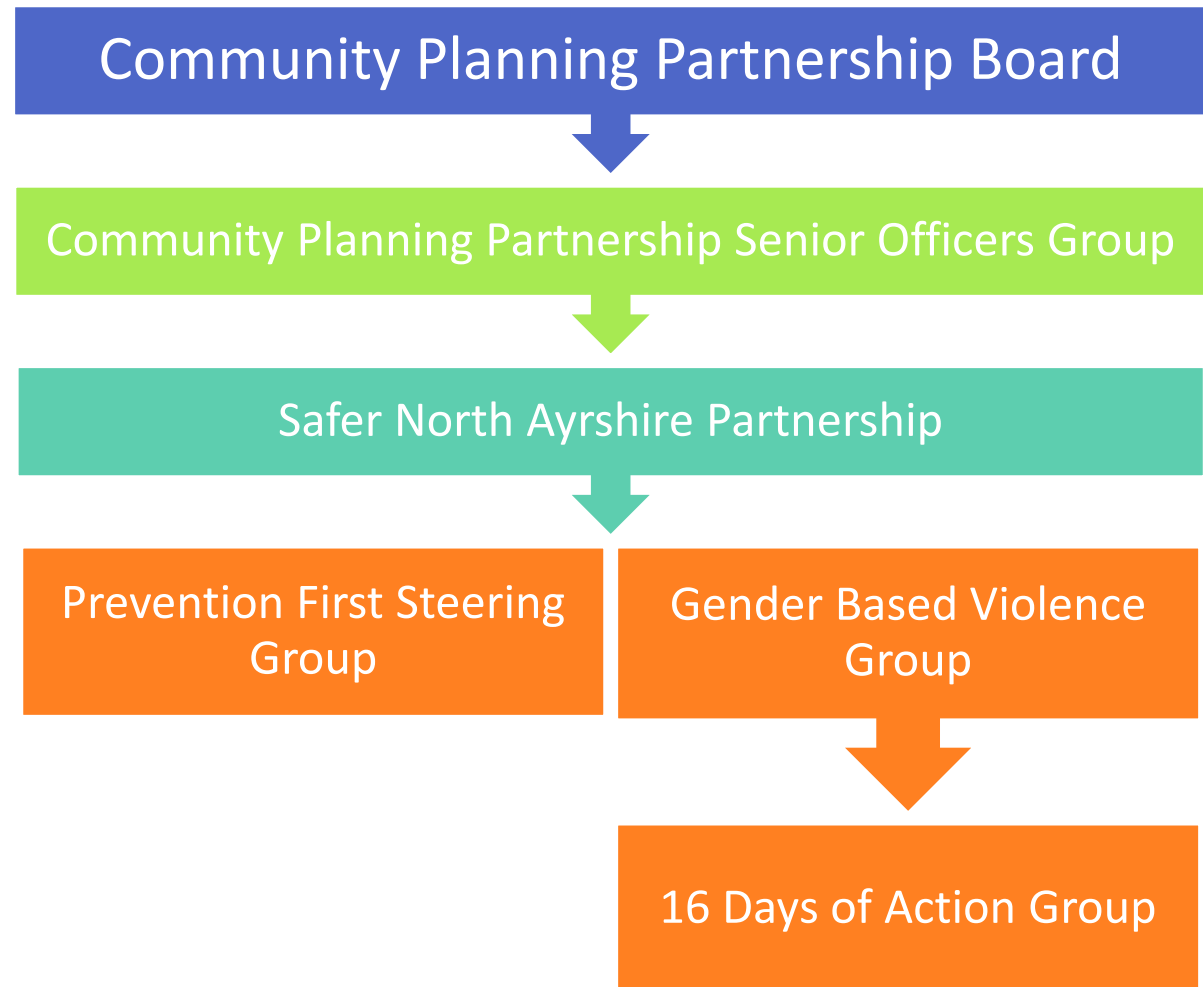 Community Planning Partnership Board
Community Planning Partnership Senior Officers Group
Safer North Ayrshire Partnership
Prevention First Steering
Group
Gender Based Violence
Group
16 Days of Action Group